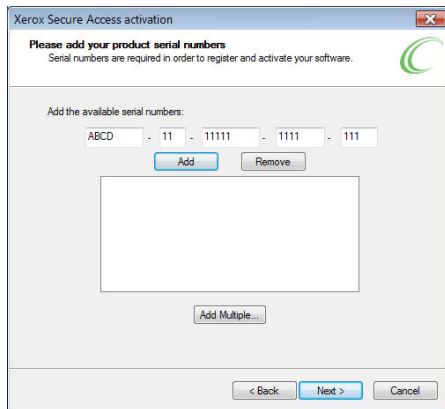 Xerox Secure Access activation
Please add your product serial numbers
Serial numbers are required in order to register and activate your software.
Add the available serial numbers:
ABCD - 11 - 11111 - 1111 - 111
Add Remove
Add Multiple...
< Back Next > Cancel